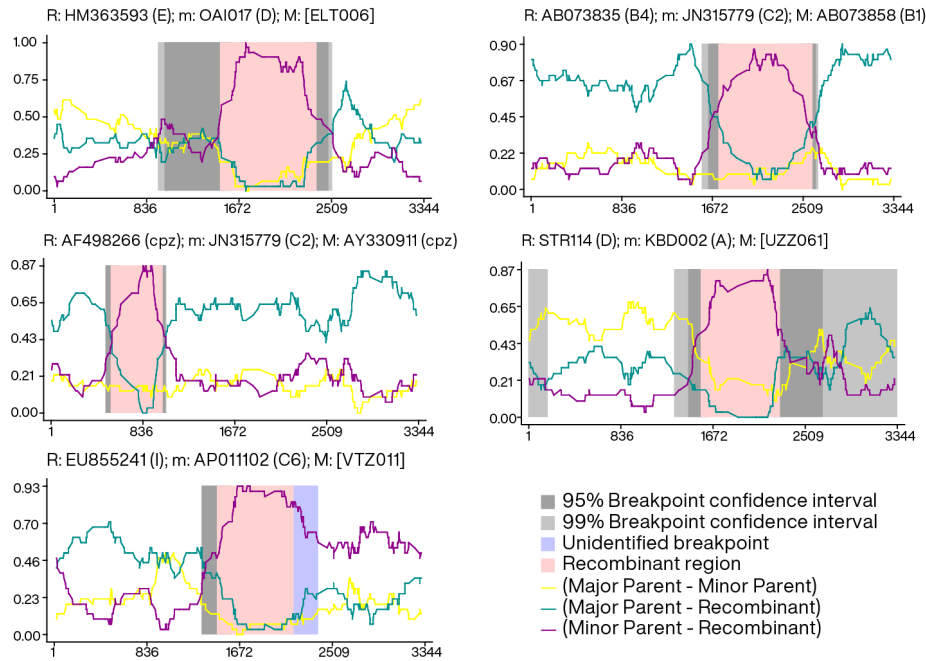 R: HM363593 (E); m: OAI017 (D); M: [ELT006]
1.00
0.75
0.50
0.25
0.00
1 836 1672 2509 3344
R: AB073835 (B4); m: JN315779 (C2); M: AB073858 (B1)
0.90
0.67
0.45
0.22
0.00
1 836 1672 2509 3344
R: AF498266 (cpz); m: JN315779 (C2); M: AY330911 (cpz)
0.87
0.65
0.43
0.21
0.00
1 836 1672 2509 3344
R: STR114 (D); m: KBD002 (A); M: [UZZ061]
0.87
0.65
0.43
0.21
0.00
1 836 1672 2509 3344
R: EU855241 (I); m: AP011102 (C6); M: [VTZ011]
0.93
0.70
0.46
0.23
0.00
1 836 1672 2509 3344
95% Breakpoint confidence interval
99% Breakpoint confidence interval
Unidentified breakpoint
Recombinant region
(Major Parent - Minor Parent)
(Major Parent - Recombinant)
(Minor Parent - Recombinant)